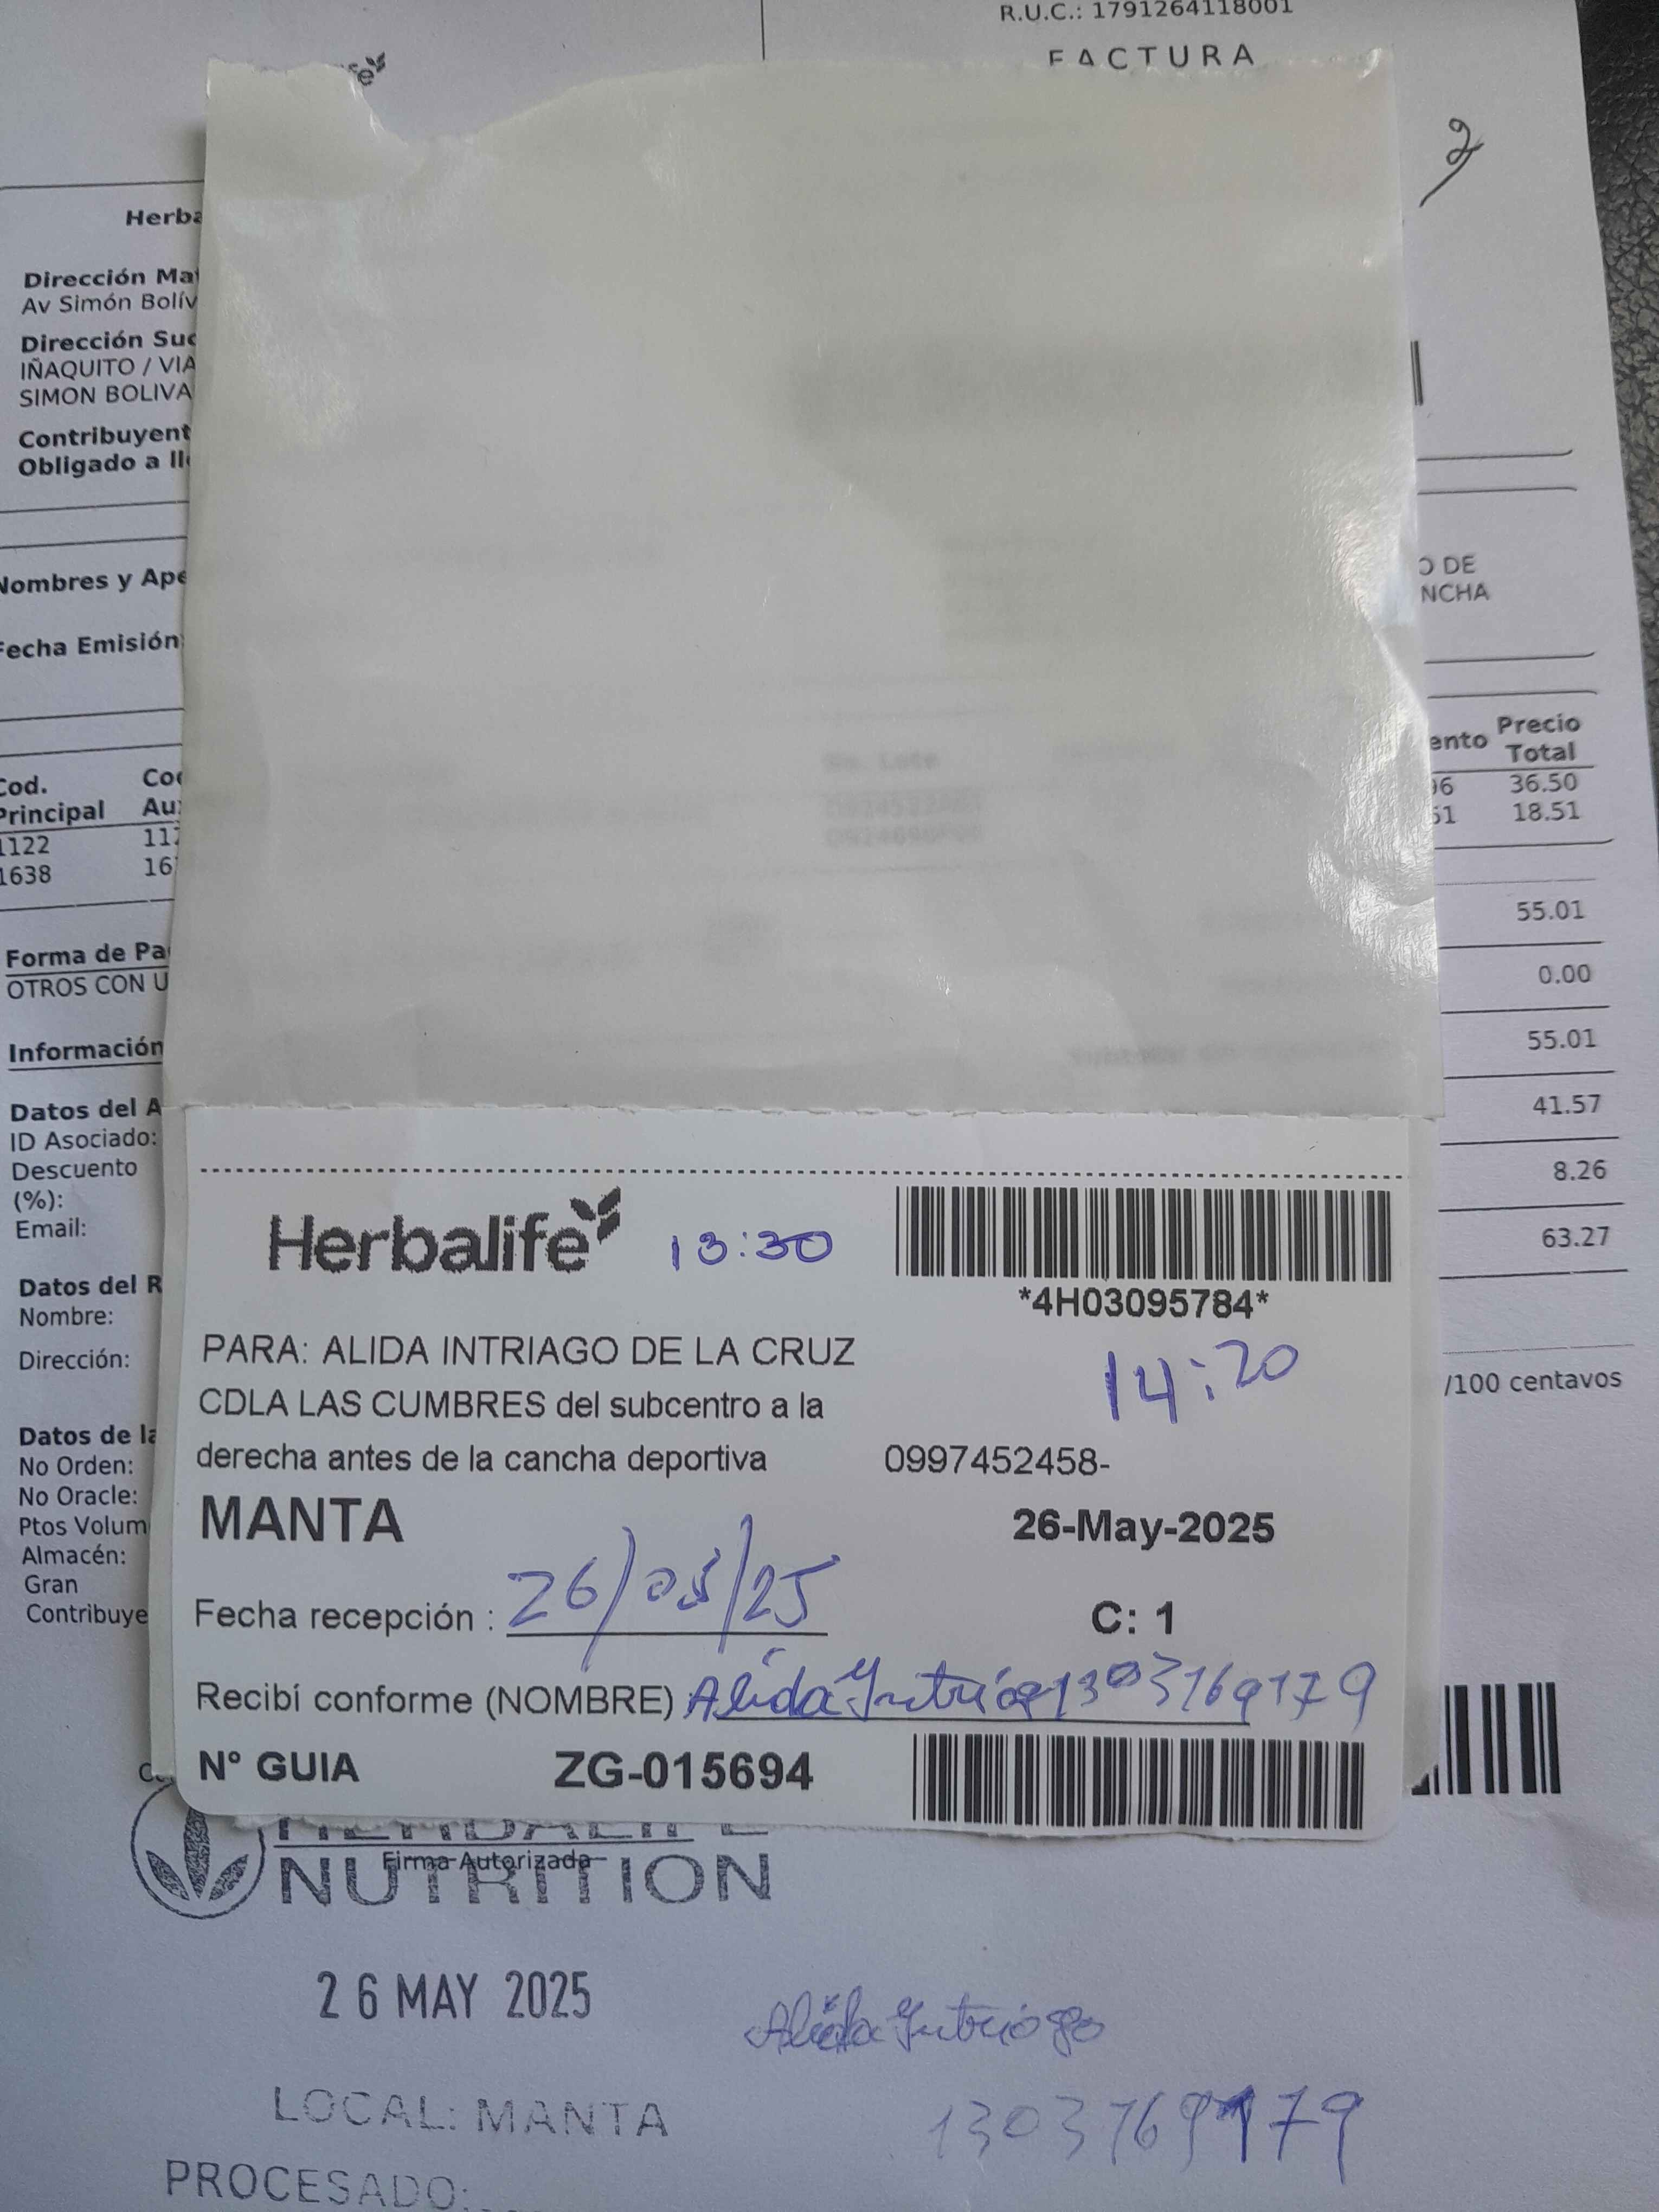 R.U.C.: 1791264118001
FACTURA
Herba
Dirección Ma
Av Simón Bolív
Dirección Suc
IÑAQUITO / VIA
SIMON BOLIVA
Contribuyent
Obligado a ll
O DE
NCHA
Nombres y Ape
Fecha Emisión:
Cod.
Principal
1122
1638
ento Precio
Total
96 36.50
51 18.51
55.01
Forma de Pa
OTROS CON U
0.00
Información
55.01
Datos del A
41.57
ID Asociado:
Descuento
(%):
8.26
Email:
63.27
Datos del R
Nombre:
Dirección:
/100 centavos
Datos de la
No Orden:
No Oracle:
Ptos Volum
Almacén:
Gran
Contribuye
Herbalife 13:30
*4H03095784*
PARA: ALIDA INTRIAGO DE LA CRUZ
14:20
CDLA LAS CUMBRES del subcentro a la
derecha antes de la cancha deportiva 0997452458-
MANTA 26-May-2025
Fecha recepción : 26/05/25 C: 1
Recibí conforme (NOMBRE) Alida Intriago 1303769179
N° GUIA ZG-015694
HERBALIFE
Firma Autorizada
NUTRITION
26 MAY 2025
Alida Intriago
LOCAL: MANTA
1303769179
PROCESADO: